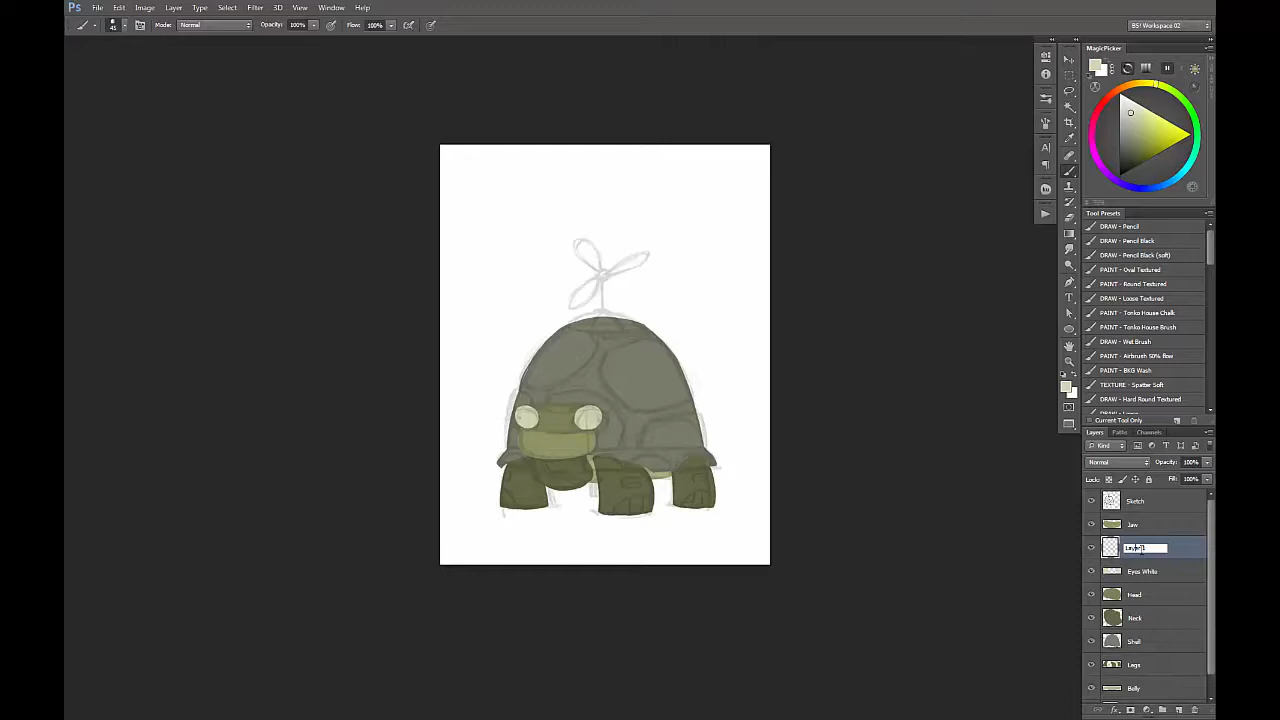 Ps File Edit Image Layer Type Select Filter 3D View Window Help
41 Mode: Normal Opacity: 100% Flow: 100% BS! Workspace 02
MagicPicker
Tool Presets
DRAW - Pencil
DRAW - Pencil Black
DRAW - Pencil Black (soft)
PAINT - Oval Textured
PAINT - Round Textured
DRAW - Loose Textured
PAINT - Tonko House Chalk
PAINT - Tonko House Brush
DRAW - Wet Brush
PAINT - Airbrush 50% flow
PAINT - BKG Wash
TEXTURE - Spatter Soft
DRAW - Hard Round Textured
Current Tool Only
Layers Paths Channels
Kind
Normal Opacity: 100%
Lock: Fill: 100%
Sketch
Jaw
Layer 1
Eyes White
Head
Neck
Shell
Legs
Belly